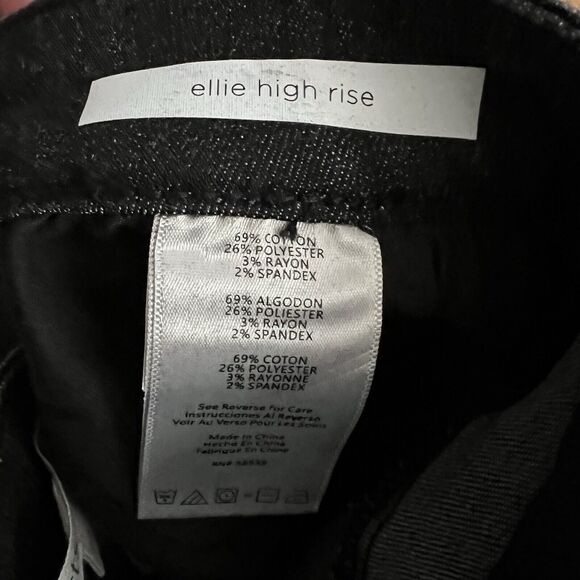 ellie high rise
69% COTTON
26% POLYESTER
3% RAYON
2% SPANDEX
69% ALGODON
26% POLIESTER
3% RAYON
2% SPANDEX
69% COTON
26% POLYESTER
3% RAYONNE
2% SPANDEX
See Reverse for Care
Instrucciones Al Reverso
Voir Au Verso Pour Les Soins
Made in China
Hecho En China
Fabriqué En China
RN#